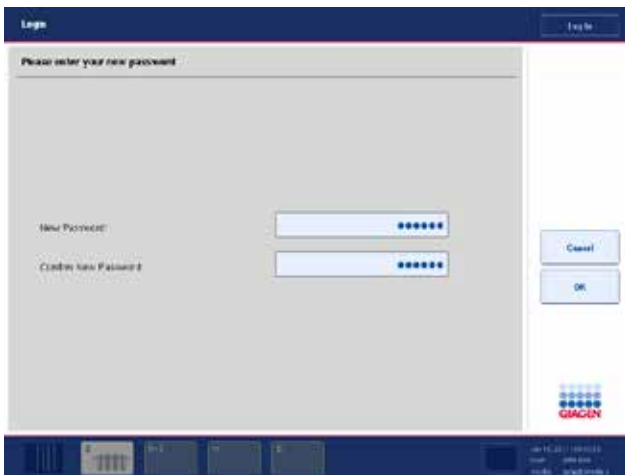 Login
Log In
Please enter your new password
New Password:
Confirm New Password:
Cancel
OK
QIAGEN